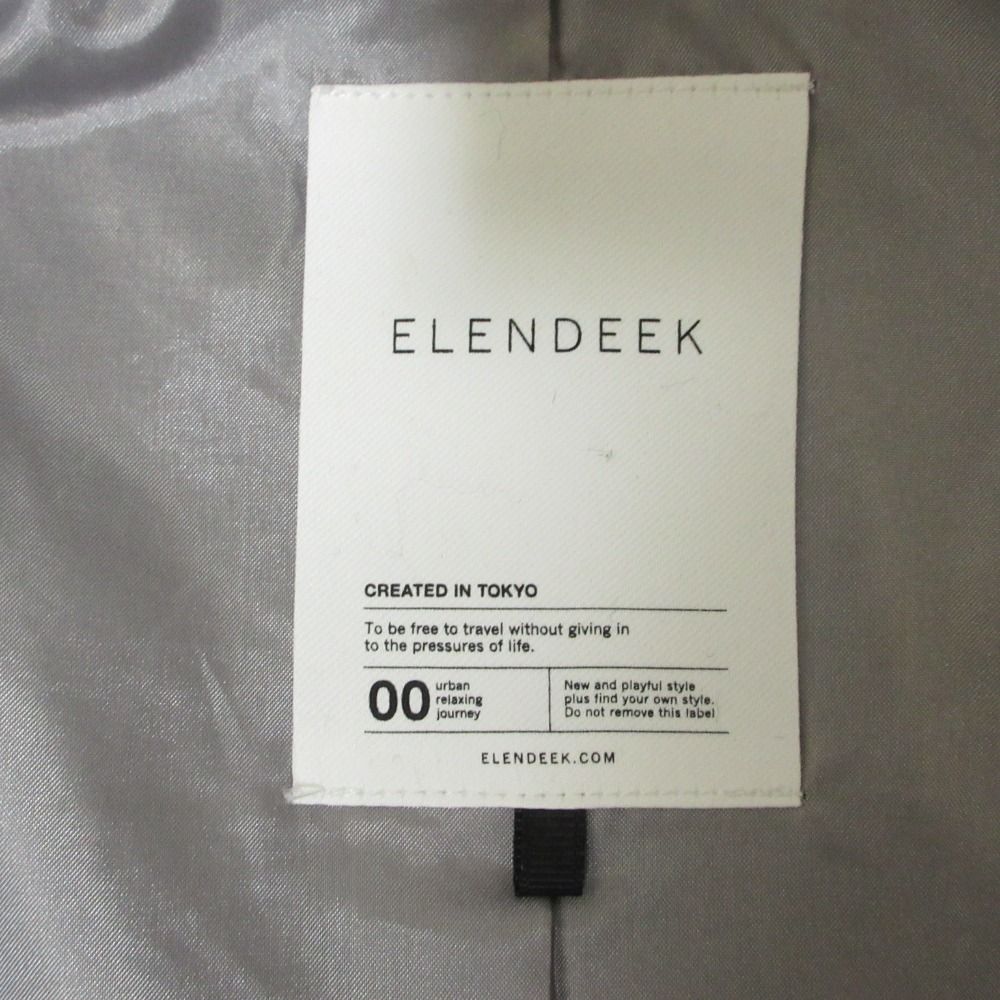 ELENDEEK
CREATED IN TOKYO
To be free to travel without giving in
to the pressures of life.
00
urban
relaxing
journey
New and playful style
plus find your own style.
Do not remove this label
ELENDEEK.COM